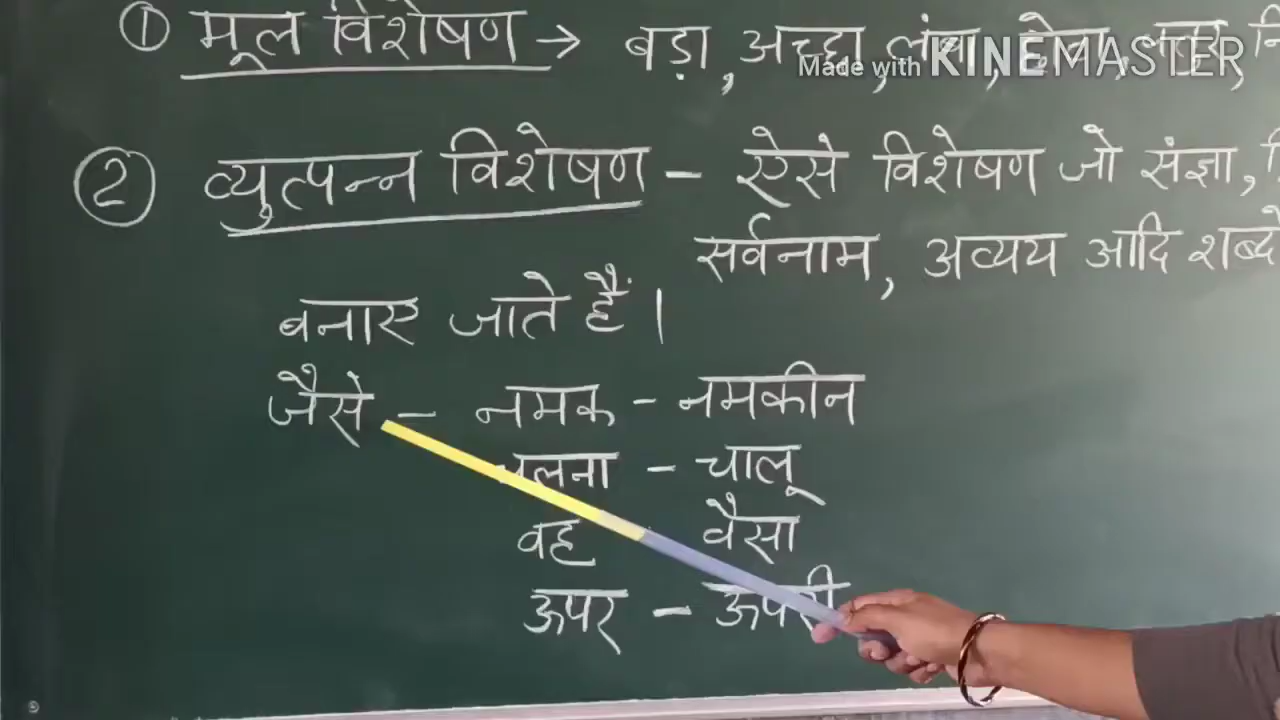 ① मूल विशेषण → बड़ा, अच्छा, लंबा, छोटा, चतुर,
Made with KINEMASTER
② व्युत्पन्न विशेषण - ऐसे विशेषण जो संज्ञा,
सर्वनाम, अव्यय आदि शब्दो
बनाए जाते हैं।
जैसे - नमक - नमकीन
चलना - चालू
वह वैसा
ऊपर - ऊपरी